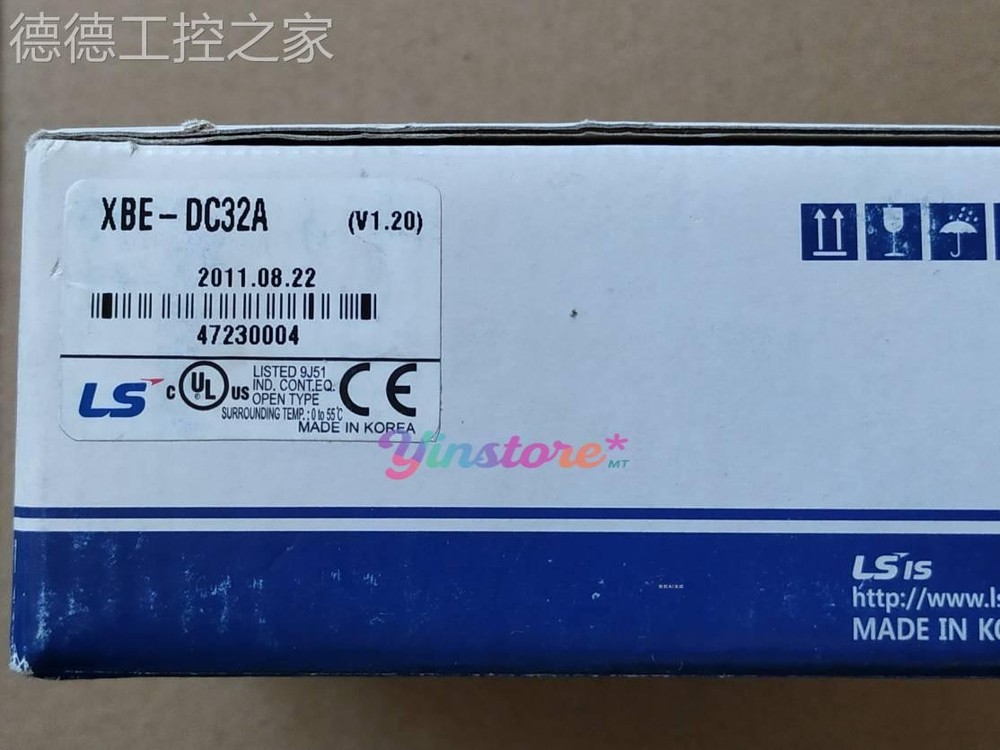 德德工控之家
XBE-DC32A (V1.20)
2011.08.22
47230004
LS
C UL US
LISTED 9J51
IND. CONT.EQ.
OPEN TYPE
SURROUNDING TEMP.: 0 to 55℃
CE
MADE IN KOREA
Yinstore*
MT
LS IS
http://www.ls
MADE IN KO